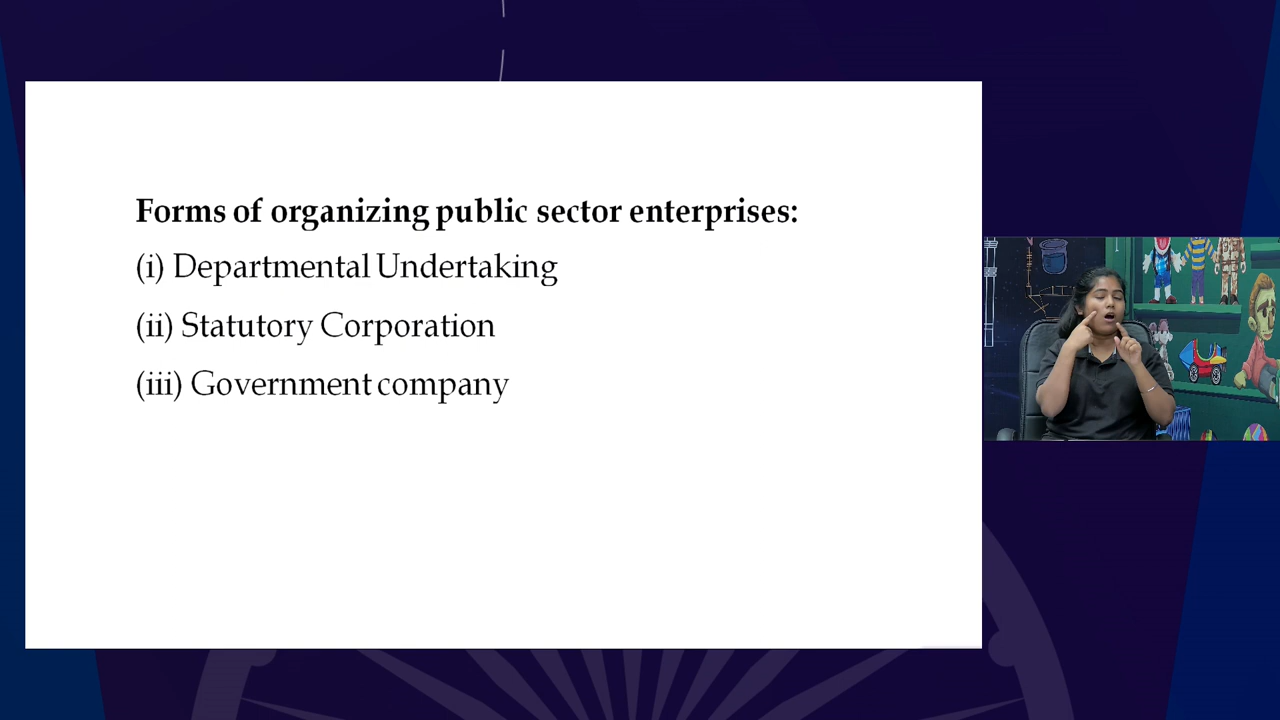 Forms of organizing public sector enterprises:
(i) Departmental Undertaking
(ii) Statutory Corporation
(iii) Government company